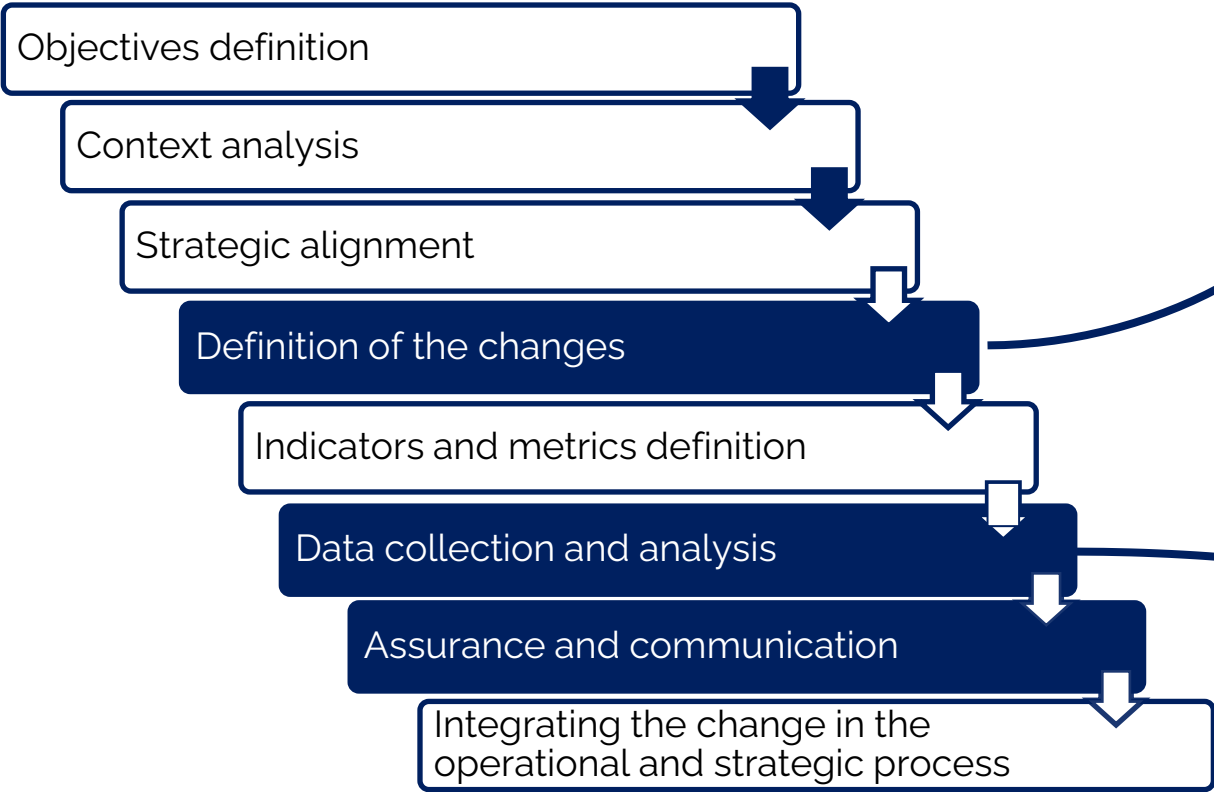 Objectives definition
Context analysis
Strategic alignment
Definition of the changes
Indicators and metrics definition
Data collection and analysis
Assurance and communication
Integrating the change in the
operational and strategic process